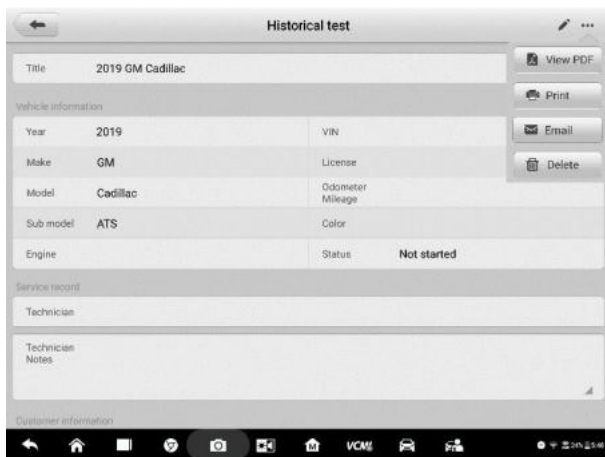 Historical test
Title 2019 GM Cadillac
View PDF
Print
Vehicle information
Year 2019 VIN
Email
Make GM License
Delete
Model Cadillac Odometer Mileage
Sub model ATS Color
Engine Status Not started
Service record
Technician
Technician
Notes
Customer information
M VCMI